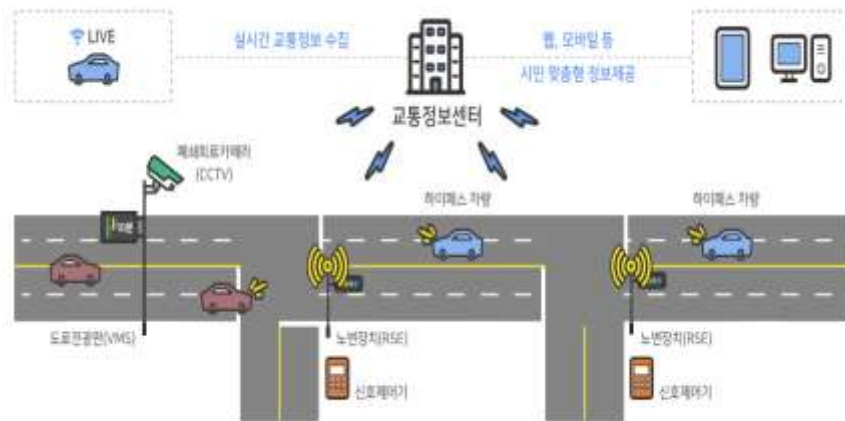 LIVE
실시간 교통정보 수집
웹, 모바일 등
시민 맞춤형 정보제공
교통정보센터
폐쇄회로카메라
(CCTV)
하이패스 차량
하이패스 차량
도로전광판(VMS)
노변장치(RSE)
노변장치(RSE)
신호제어기
신호제어기